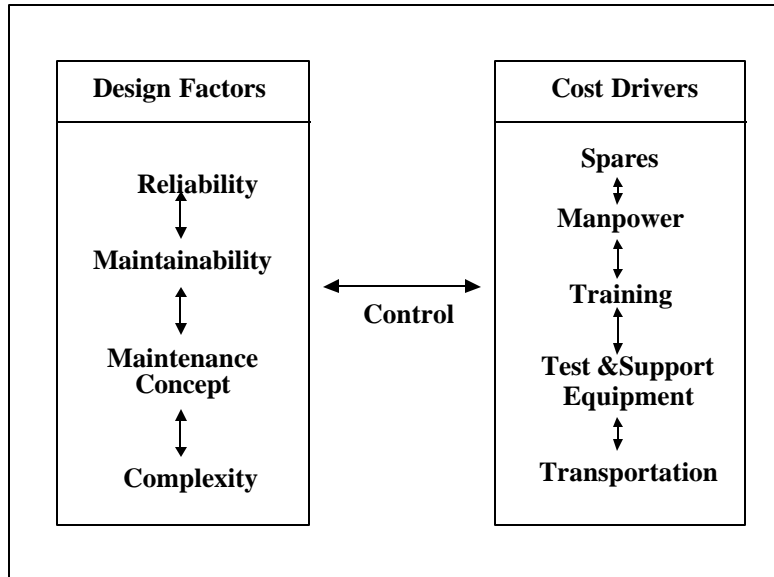 Design Factors
Reliability
Maintainability
Maintenance
Concept
Complexity
Control
Cost Drivers
Spares
Manpower
Training
Test &Support
Equipment
Transportation